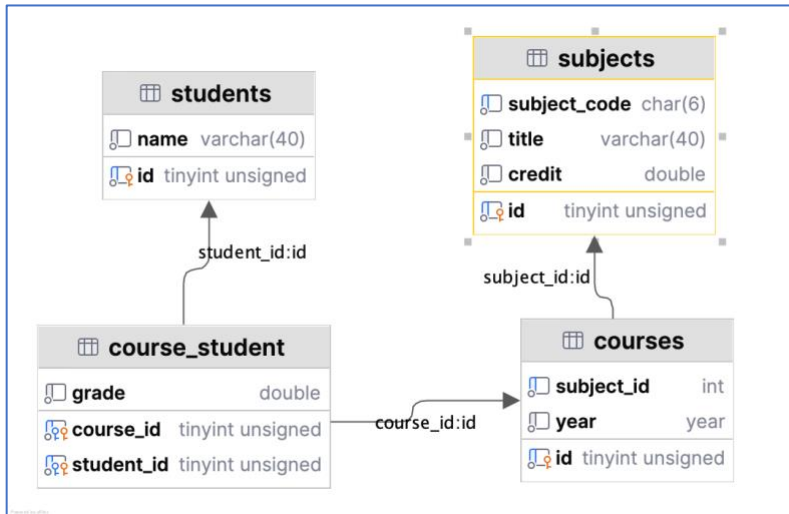 students
name varchar(40)
id tinyint unsigned
subjects
subject_code char(6)
title varchar(40)
credit double
id tinyint unsigned
student_id:id
subject_id:id
course_student
grade double
course_id tinyint unsigned
student_id tinyint unsigned
course_id:id
courses
subject_id int
year year
id tinyint unsigned